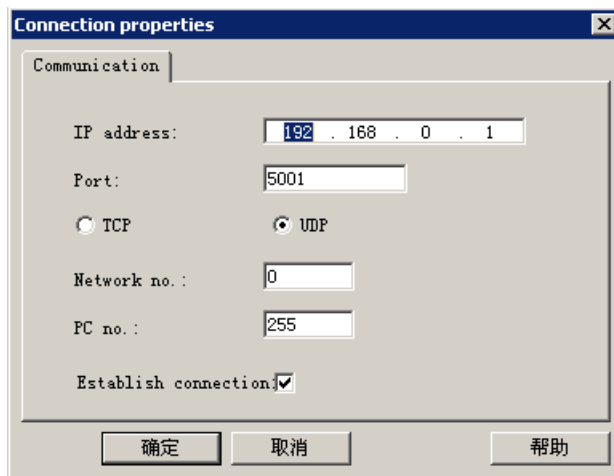 Connection properties
Communication
IP address: 192 . 168 . 0 . 1
Port: 5001
TCP UDP
Network no.: 0
PC no.: 255
Establish connection:
确定 取消 帮助